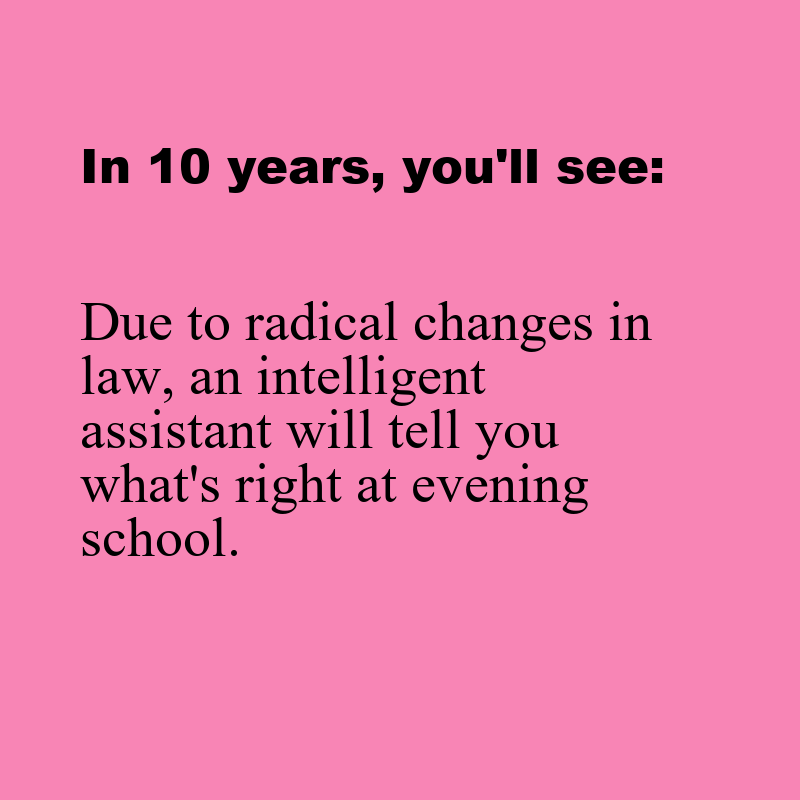 In 10 years, you'll see:
Due to radical changes in
law, an intelligent
assistant will tell you
what's right at evening
school.